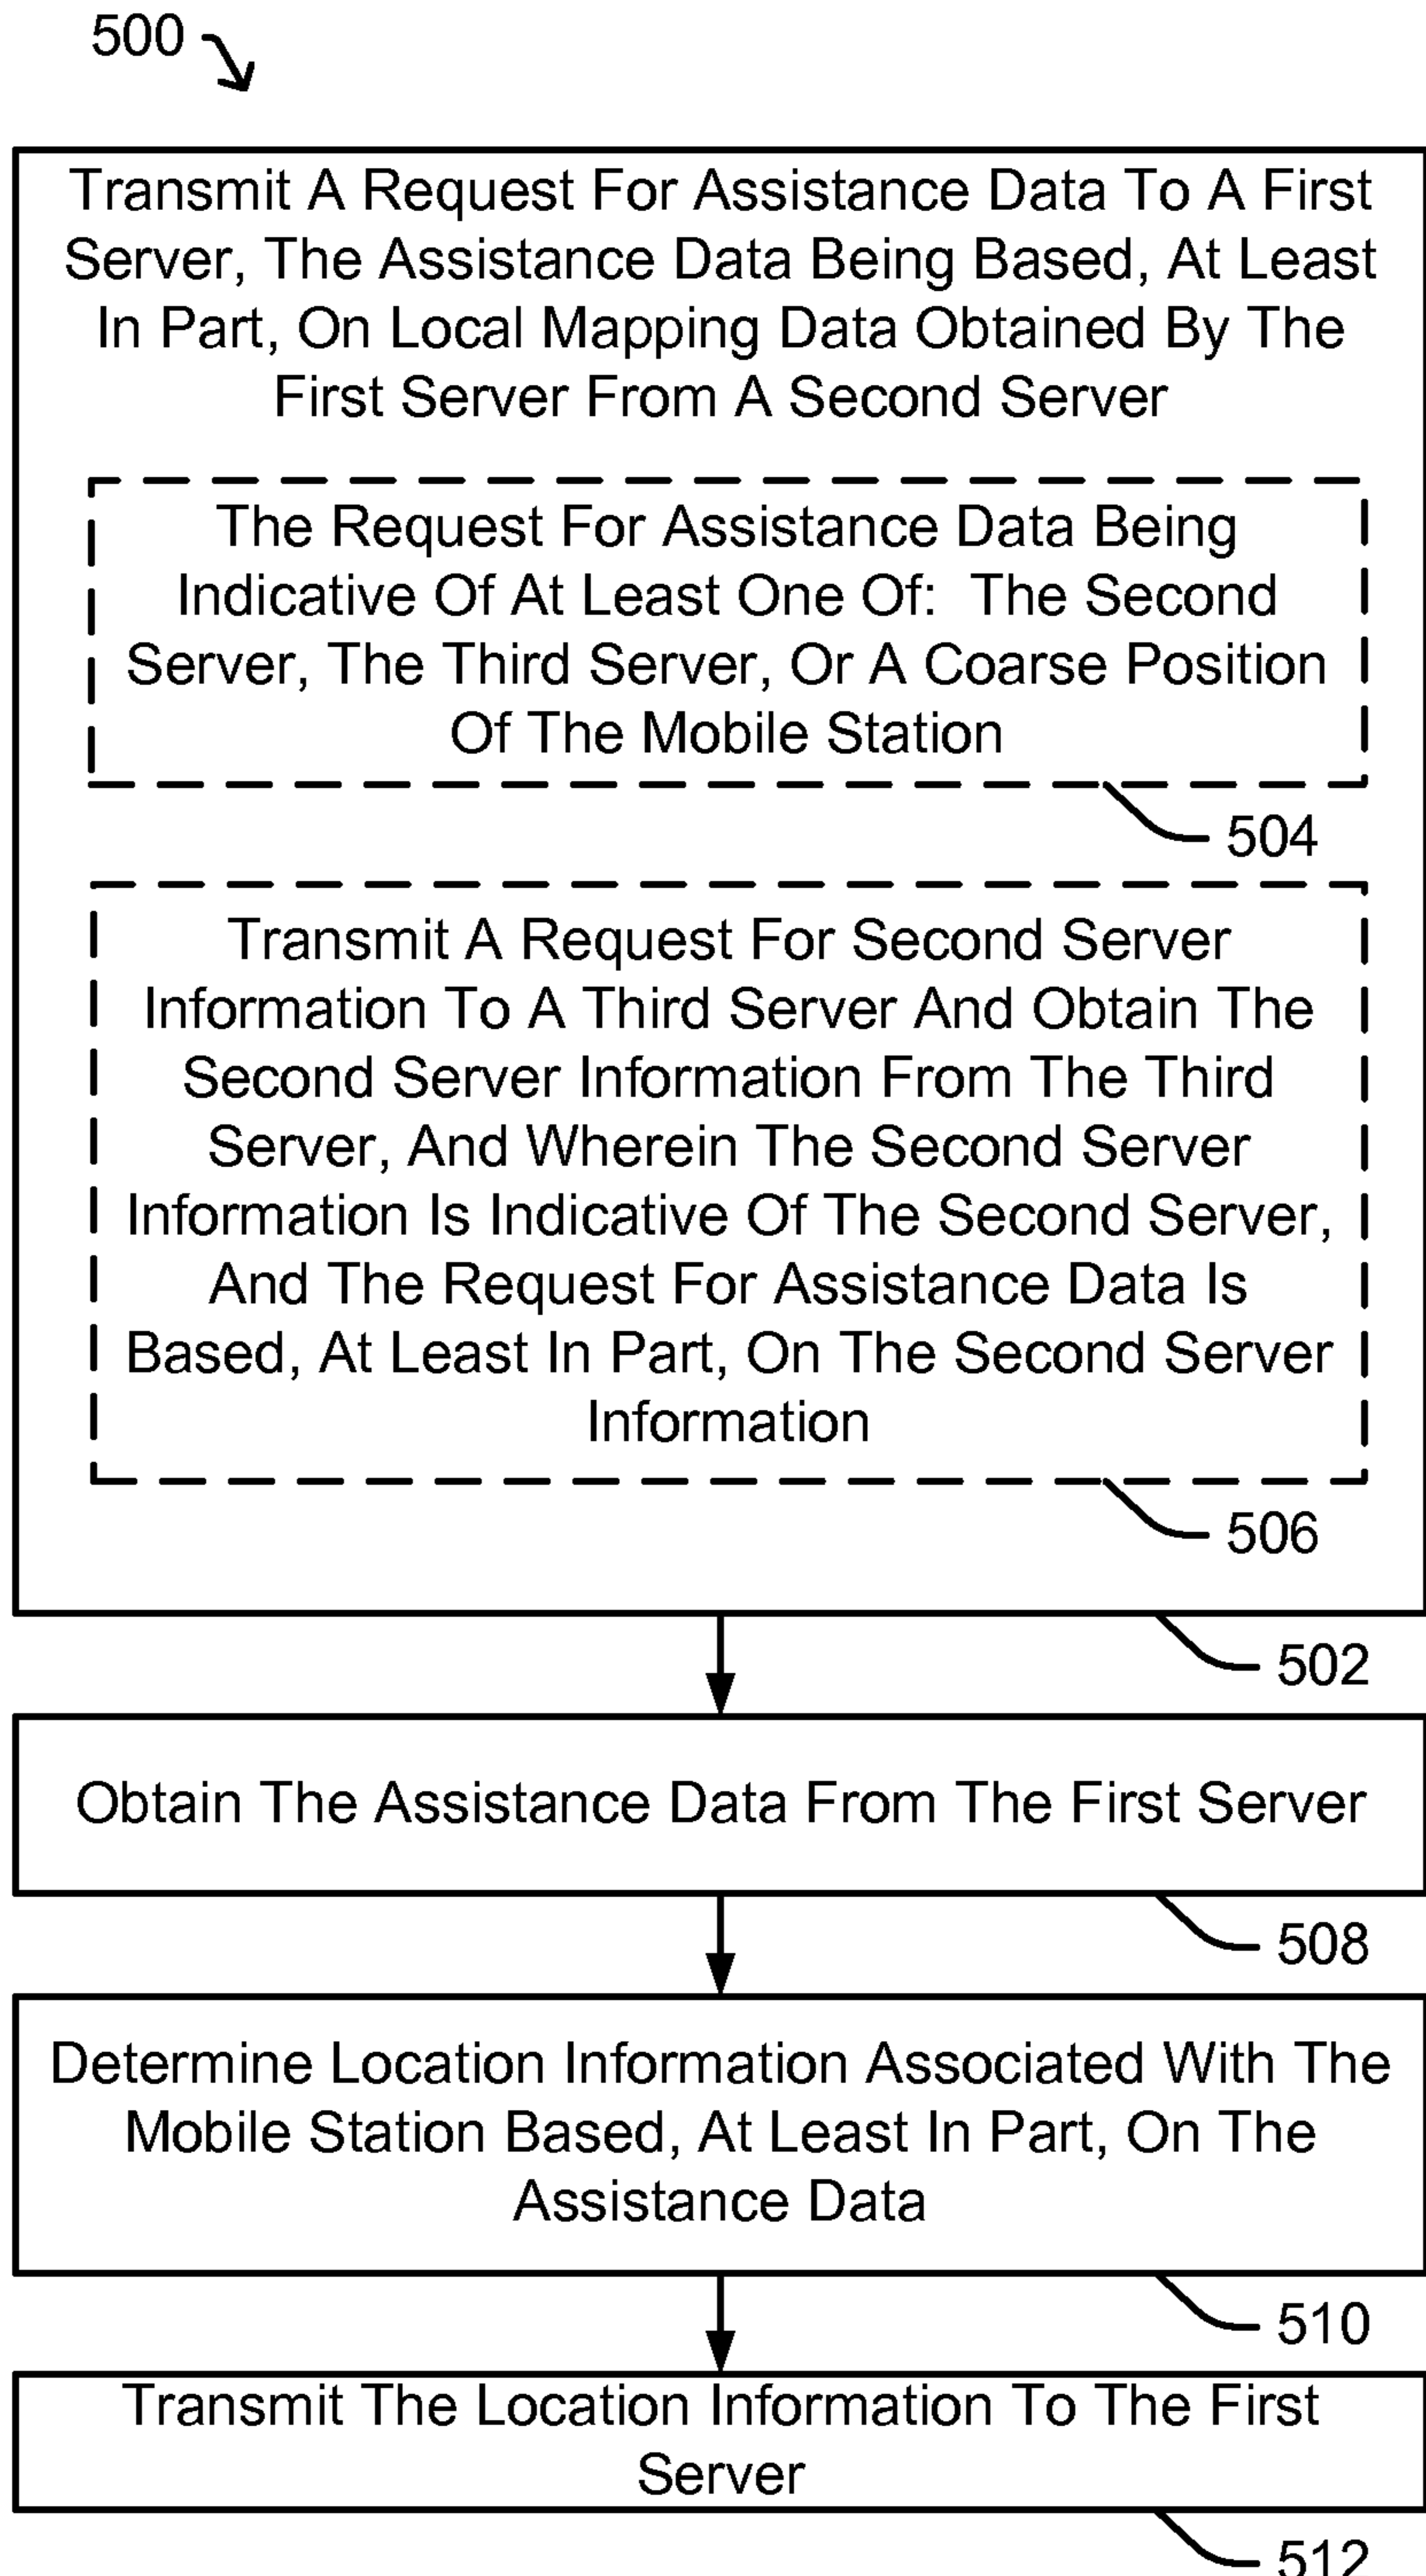 500
Transmit A Request For Assistance Data To A First
Server, The Assistance Data Being Based, At Least
In Part, On Local Mapping Data Obtained By The
First Server From A Second Server
The Request For Assistance Data Being
Indicative Of At Least One Of: The Second
Server, The Third Server, Or A Coarse Position
Of The Mobile Station
504
Transmit A Request For Second Server
Information To A Third Server And Obtain The
Second Server Information From The Third
Server, And Wherein The Second Server
Information Is Indicative Of The Second Server,
And The Request For Assistance Data Is
Based, At Least In Part, On The Second Server
Information
506
502
Obtain The Assistance Data From The First Server
508
Determine Location Information Associated With The
Mobile Station Based, At Least In Part, On The
Assistance Data
510
Transmit The Location Information To The First
Server
512